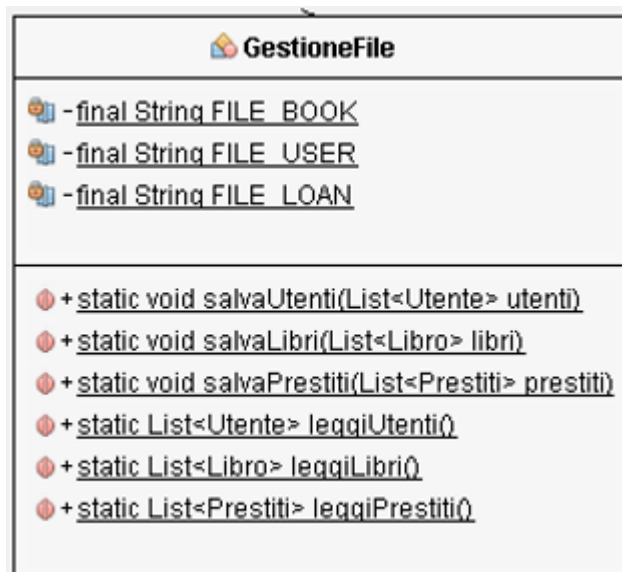 GestioneFile
-final String FILE_BOOK
-final String FILE_USER
-final String FILE_LOAN
+static void salvaUtenti(List<Utente> utenti)
+static void salvaLibri(List<Libro> libri)
+static void salvaPrestiti(List<Prestiti> prestiti)
+static List<Utente> leggiUtenti()
+static List<Libro> leggiLibri()
+static List<Prestiti> leggiPrestiti()